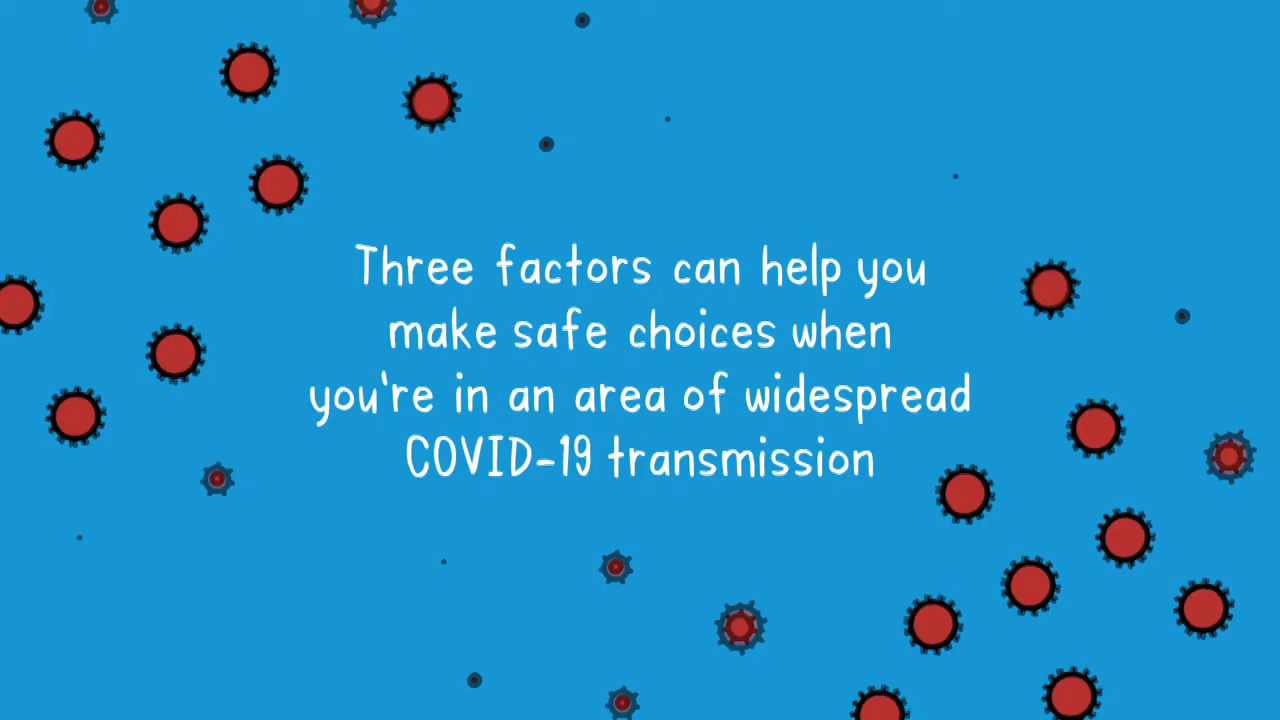 Three factors can help you
make safe choices when
you're in an area of widespread
COVID-19 transmission